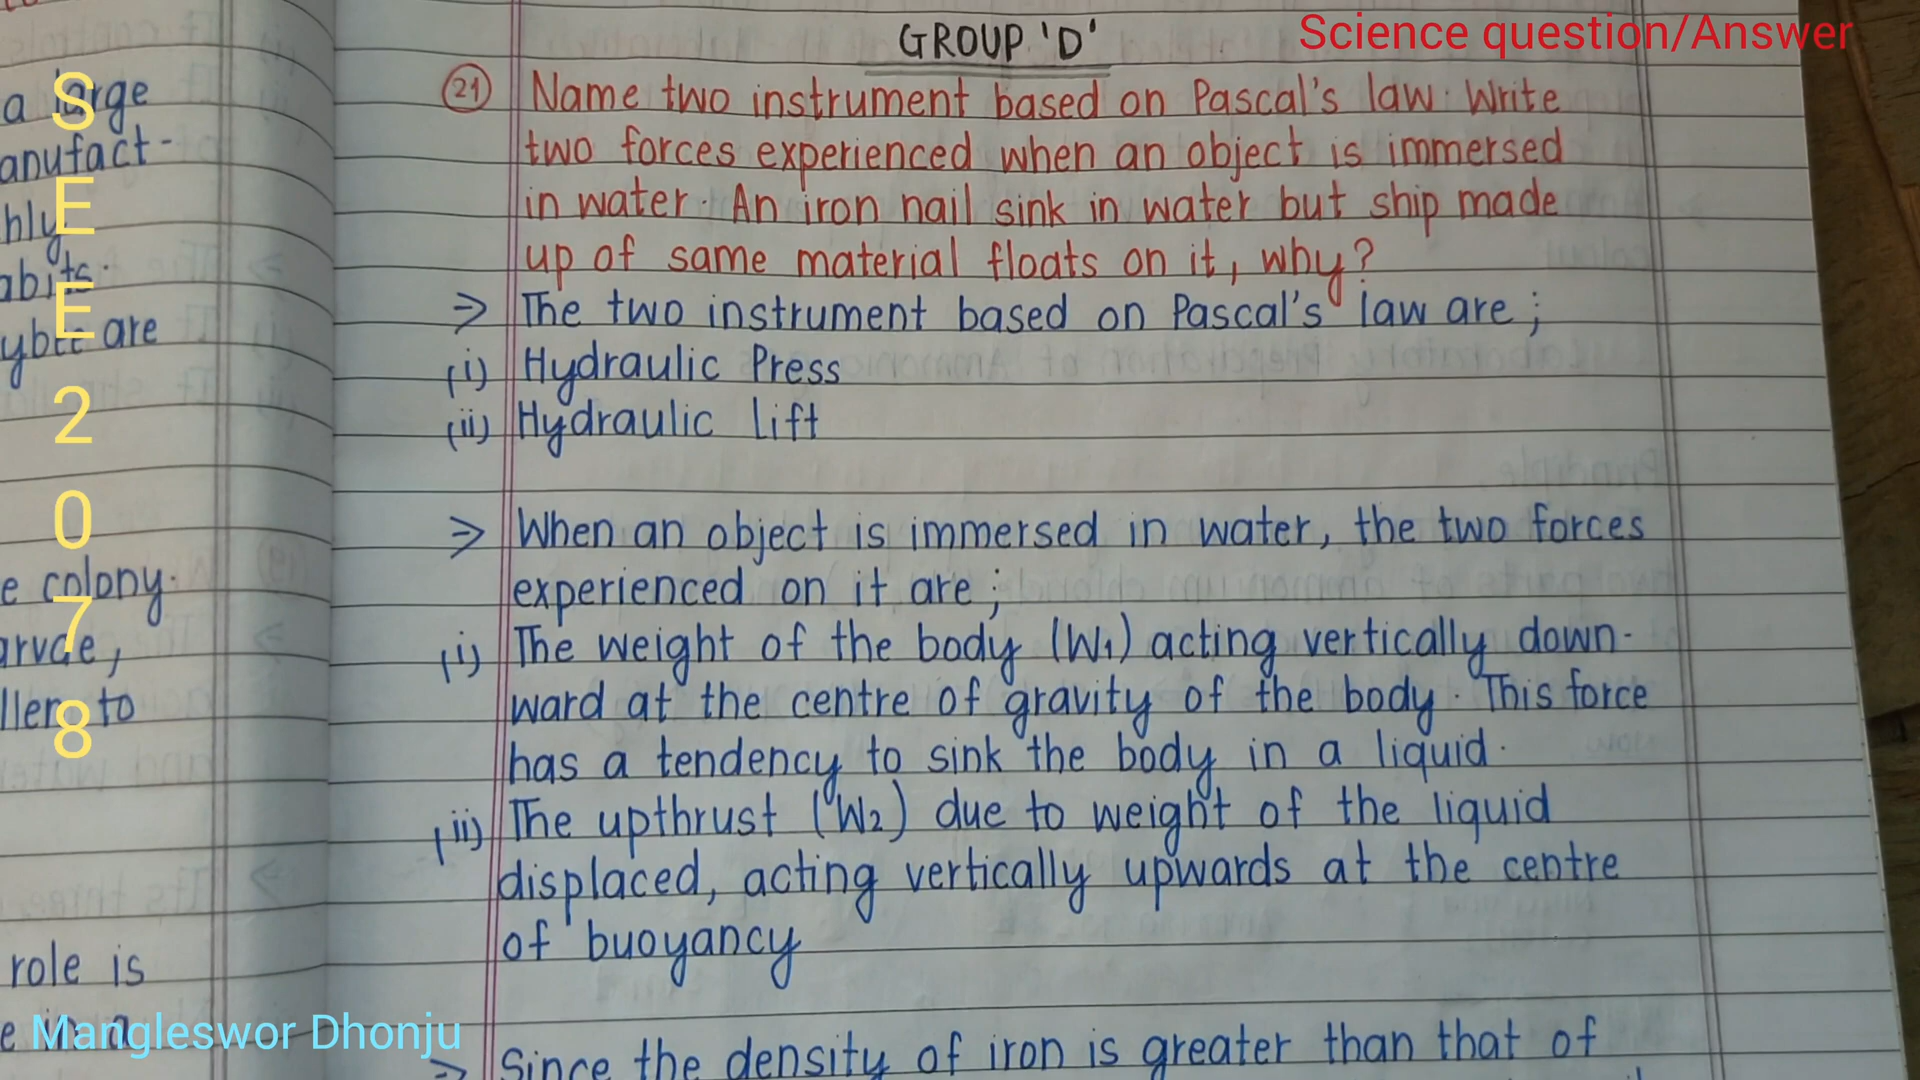 GROUP 'D'
Science question/Answer
(21) Name two instrument based on Pascal's law. Write
two forces experienced when an object is immersed
in water. An iron nail sink in water but ship made
up of same material floats on it, why?
⇒ The two instrument based on Pascal's law are;
(i) Hydraulic Press
(ii) Hydraulic Lift
⇒ When an object is immersed in water, the two forces
experienced on it are;
(i) The weight of the body (W1) acting vertically down-
ward at the centre of gravity of the body. This force
has a tendency to sink the body in a liquid.
(ii) The upthrust (W2) due to weight of the liquid
displaced, acting vertically upwards at the centre
of buoyancy
⇒ Since the density of iron is greater than that of
a large
anufact-
hly
abits.
are
e colony.
arvae,
to
role is
SEE 2078
Mangleswor Dhonju